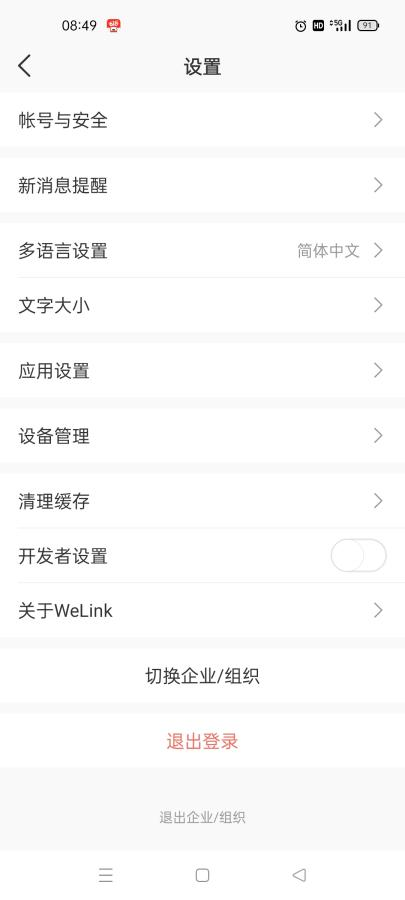 08:49 HD 5G 91
设置
帐号与安全
新消息提醒
多语言设置 简体中文
文字大小
应用设置
设备管理
清理缓存
开发者设置
关于WeLink
切换企业/组织
退出登录
退出企业/组织